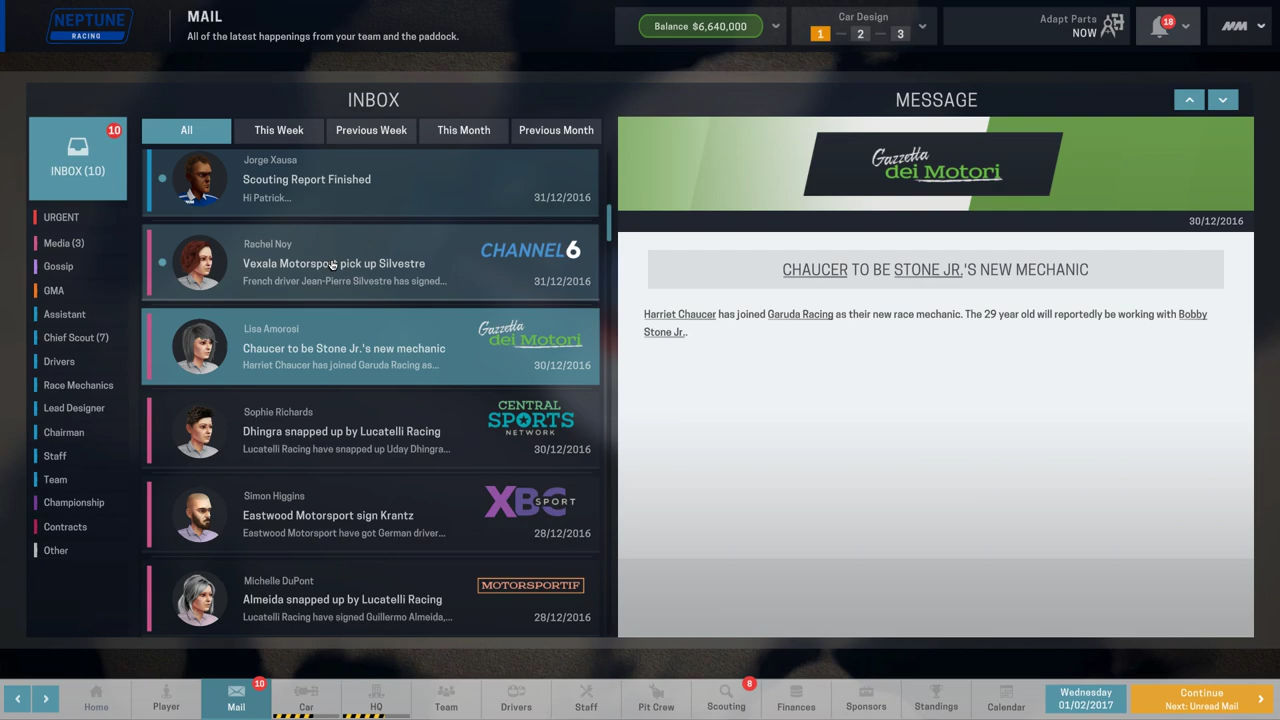 NEPTUNE
RACING
MAIL
All of the latest happenings from your team and the paddock.
Balance $6,640,000
Car Design
1 2 3
Adapt Parts
NOW
18
INBOX
MESSAGE
10
INBOX (10)
All
This Week
Previous Week
This Month
Previous Month
URGENT
Media (3)
Gossip
GMA
Assistant
Chief Scout (7)
Drivers
Race Mechanics
Lead Designer
Chairman
Staff
Team
Championship
Contracts
Other
Jorge Xausa
Scouting Report Finished
Hi Patrick...
31/12/2016
Rachel Noy
Vexala Motorsport pick up Silvestre
French driver Jean-Pierre Silvestre has signed...
CHANNEL6
31/12/2016
Lisa Amorosi
Chaucer to be Stone Jr.'s new mechanic
Harriet Chaucer has joined Garuda Racing as...
Gazzetta
dei Motori
30/12/2016
Sophie Richards
Dhingra snapped up by Lucatelli Racing
Lucatelli Racing have snapped up Uday Dhingra...
CENTRAL
SPORTS
NETWORK
30/12/2016
Simon Higgins
Eastwood Motorsport sign Krantz
Eastwood Motorsport have got German driver...
XBC SPORT
28/12/2016
Michelle DuPont
Almeida snapped up by Lucatelli Racing
Lucatelli Racing have signed Guillermo Almeida,...
MOTORSPORTIF
28/12/2016
Gazzetta
dei Motori
30/12/2016
CHAUCER TO BE STONE JR.'S NEW MECHANIC
Harriet Chaucer has joined Garuda Racing as their new race mechanic. The 29 year old will reportedly be working with Bobby
Stone Jr..
Home
Player
Mail
10
Car
HQ
Team
Drivers
Staff
Pit Crew
Scouting
8
Finances
Sponsors
Standings
Calendar
Wednesday
01/02/2017
Continue
Next: Unread Mail